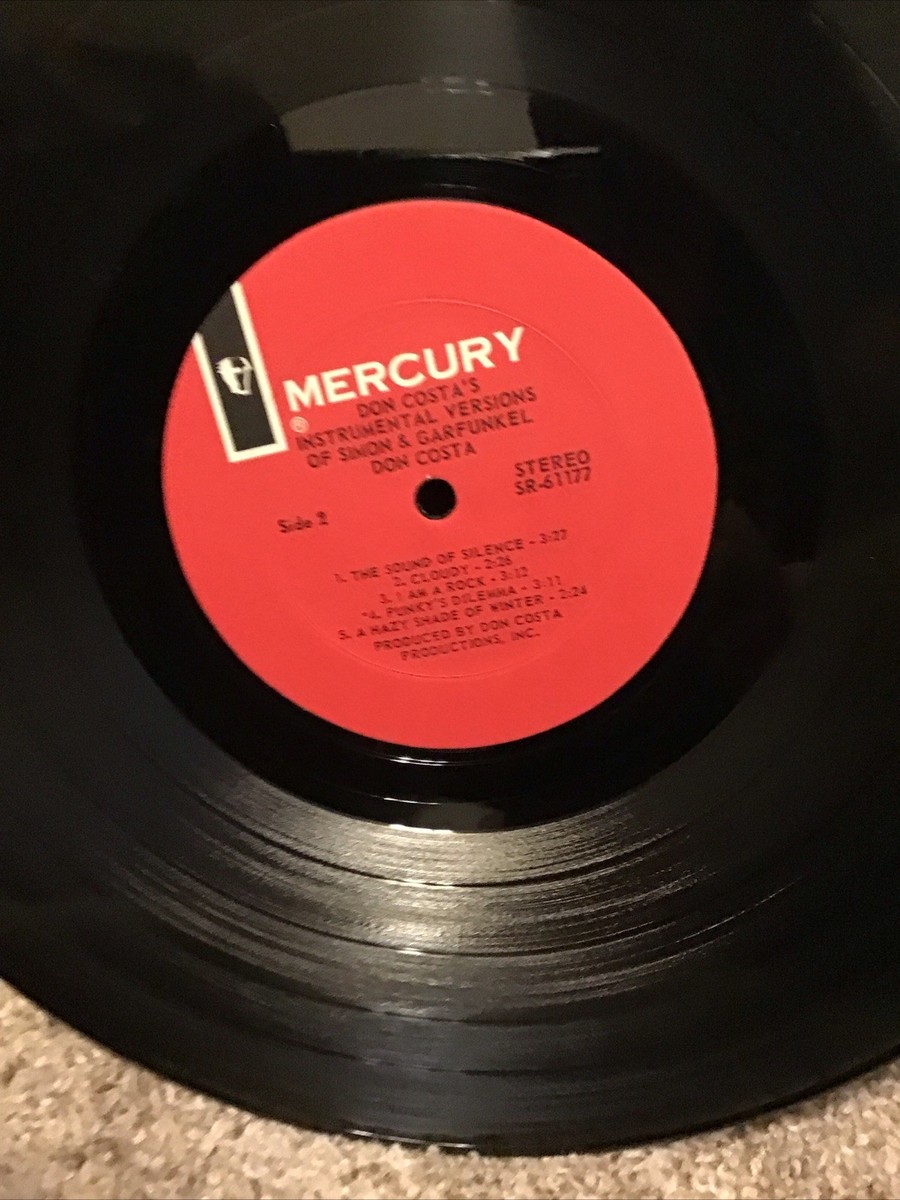 MERCURY
®
DON COSTA'S
INSTRUMENTAL VERSIONS
OF SIMON & GARFUNKEL
DON COSTA
STEREO
SR-61177
Side 2
1. THE SOUND OF SILENCE - 3:27
2. CLOUDY - 2:26
3. I AM A ROCK - 3:12
*4. PUNKY'S DILEMMA - 3:11
5. A HAZY SHADE OF WINTER - 2:24
PRODUCED BY DON COSTA
PRODUCTIONS, INC.